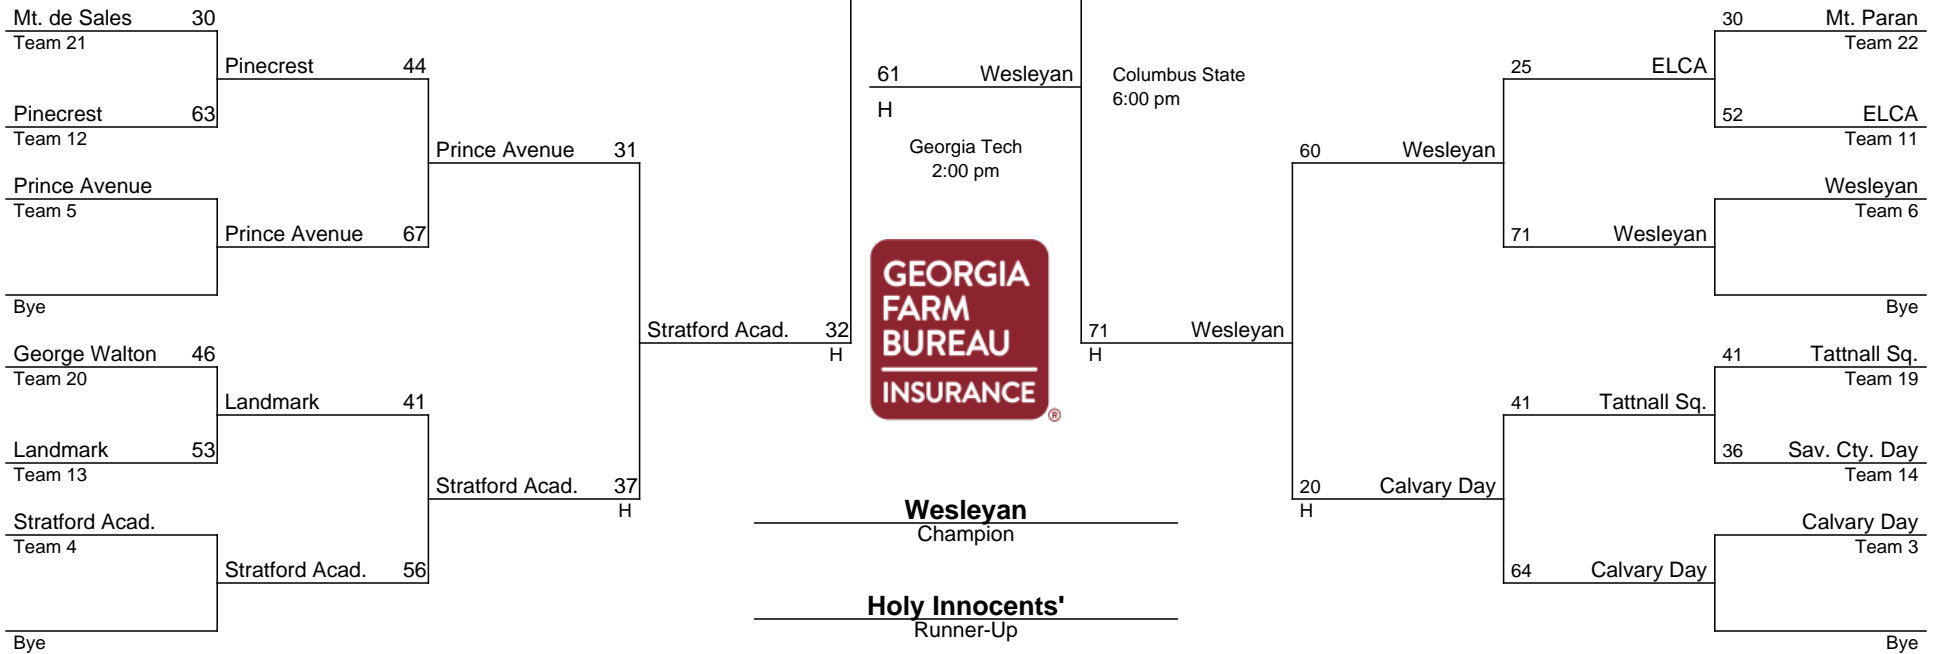 Mt. de Sales 30
Team 21
Pinecrest 44
Pinecrest 63
Team 12
Prince Avenue 31
Prince Avenue
Team 5
Prince Avenue 67
Bye
Stratford Acad. 32
H
George Walton 46
Team 20
Landmark 41
Landmark 53
Team 13
Stratford Acad. 37
H
Stratford Acad.
Team 4
Stratford Acad. 56
Bye
61 Wesleyan
H
Georgia Tech
2:00 pm
Columbus State
6:00 pm
GEORGIA
FARM
BUREAU
INSURANCE
®
Wesleyan
Champion
Holy Innocents'
Runner-Up
30 Mt. Paran
Team 22
25 ELCA
52 ELCA
Team 11
60 Wesleyan
Wesleyan
Team 6
71 Wesleyan
Bye
71 Wesleyan
H
41 Tattnall Sq.
Team 19
41 Tattnall Sq.
36 Sav. Cty. Day
Team 14
20 Calvary Day
H
Calvary Day
Team 3
64 Calvary Day
Bye